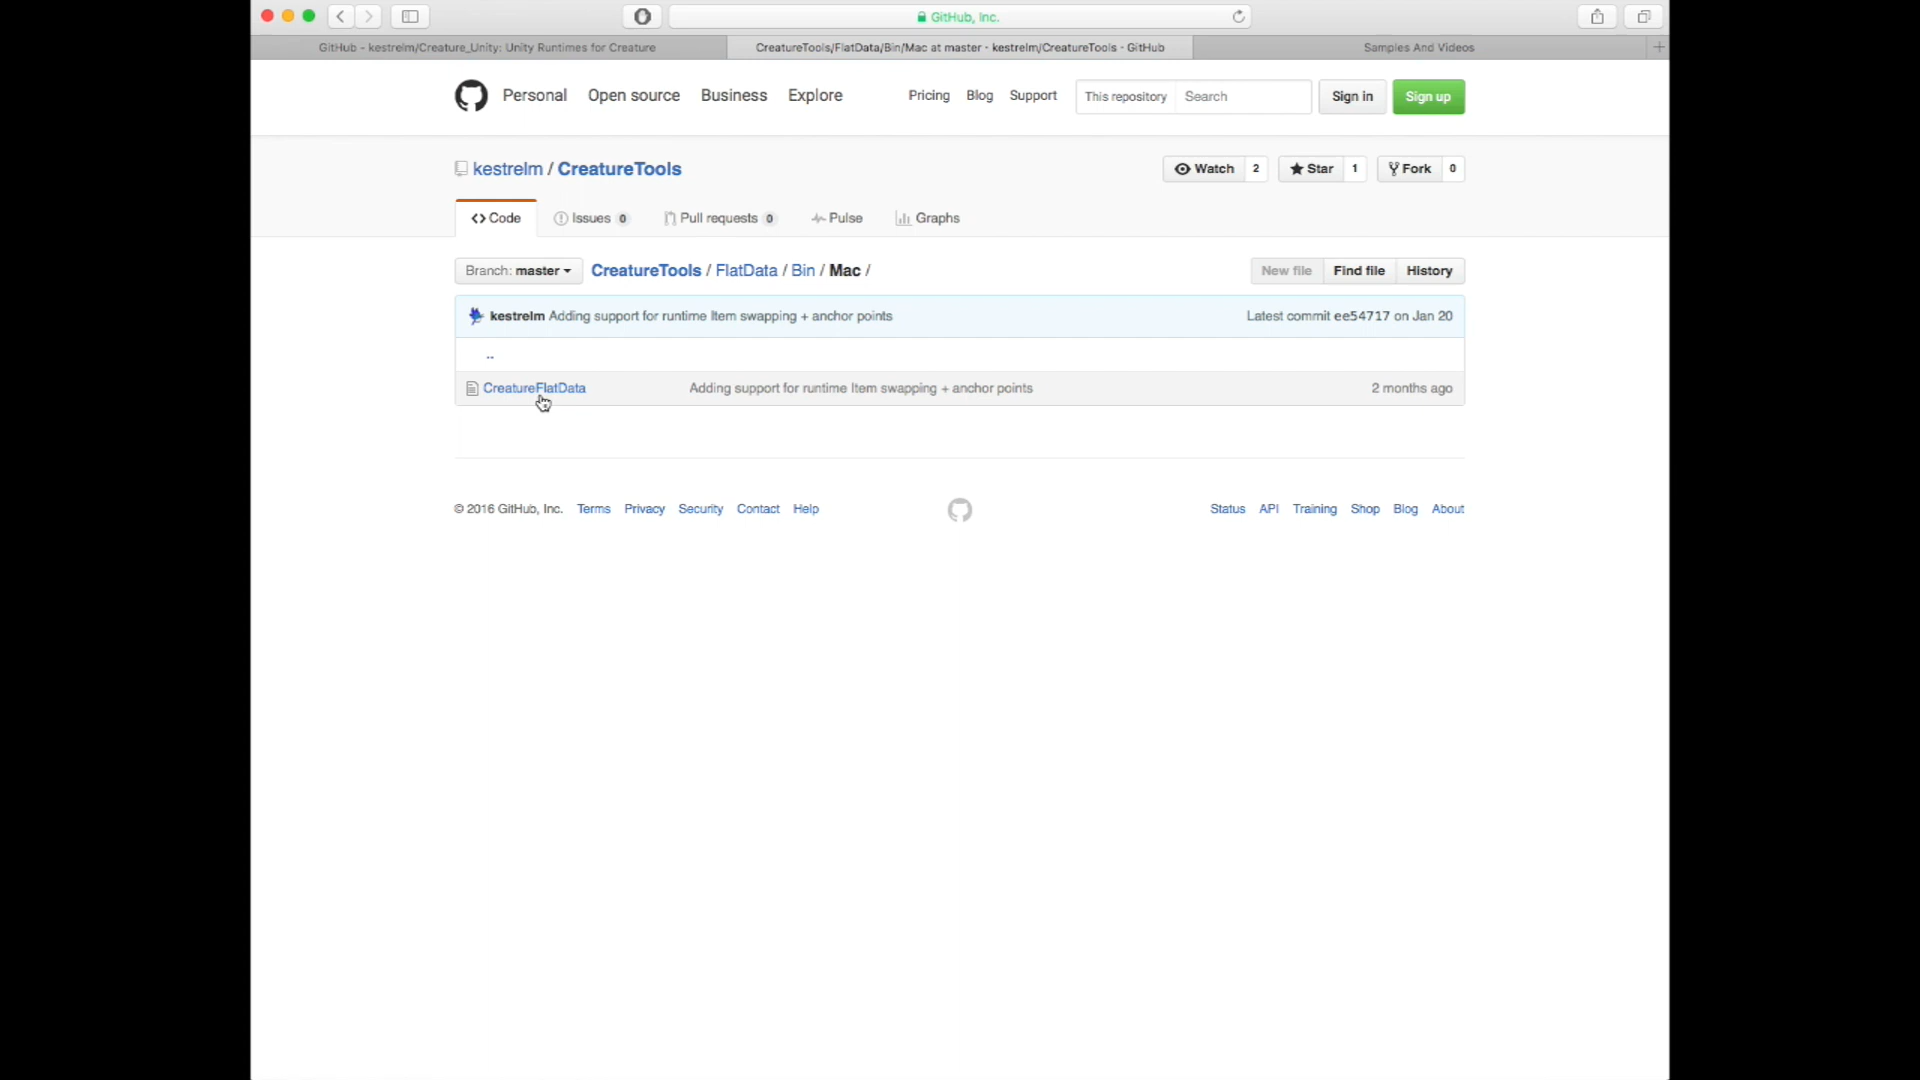 GitHub, Inc.
GitHub - kestrelm/Creature_Unity: Unity Runtimes for Creature
CreatureTools/FlatData/Bin/Mac at master - kestrelm/CreatureTools - GitHub
Samples And Videos
Personal Open source Business Explore Pricing Blog Support This repository Search Sign in Sign up
kestrelm / CreatureTools Watch 2 Star 1 Fork 0
Code Issues 0 Pull requests 0 Pulse Graphs
Branch: master CreatureTools / FlatData / Bin / Mac / New file Find file History
kestrelm Adding support for runtime Item swapping + anchor points Latest commit ee54717 on Jan 20
..
CreatureFlatData Adding support for runtime Item swapping + anchor points 2 months ago
© 2016 GitHub, Inc. Terms Privacy Security Contact Help Status API Training Shop Blog About